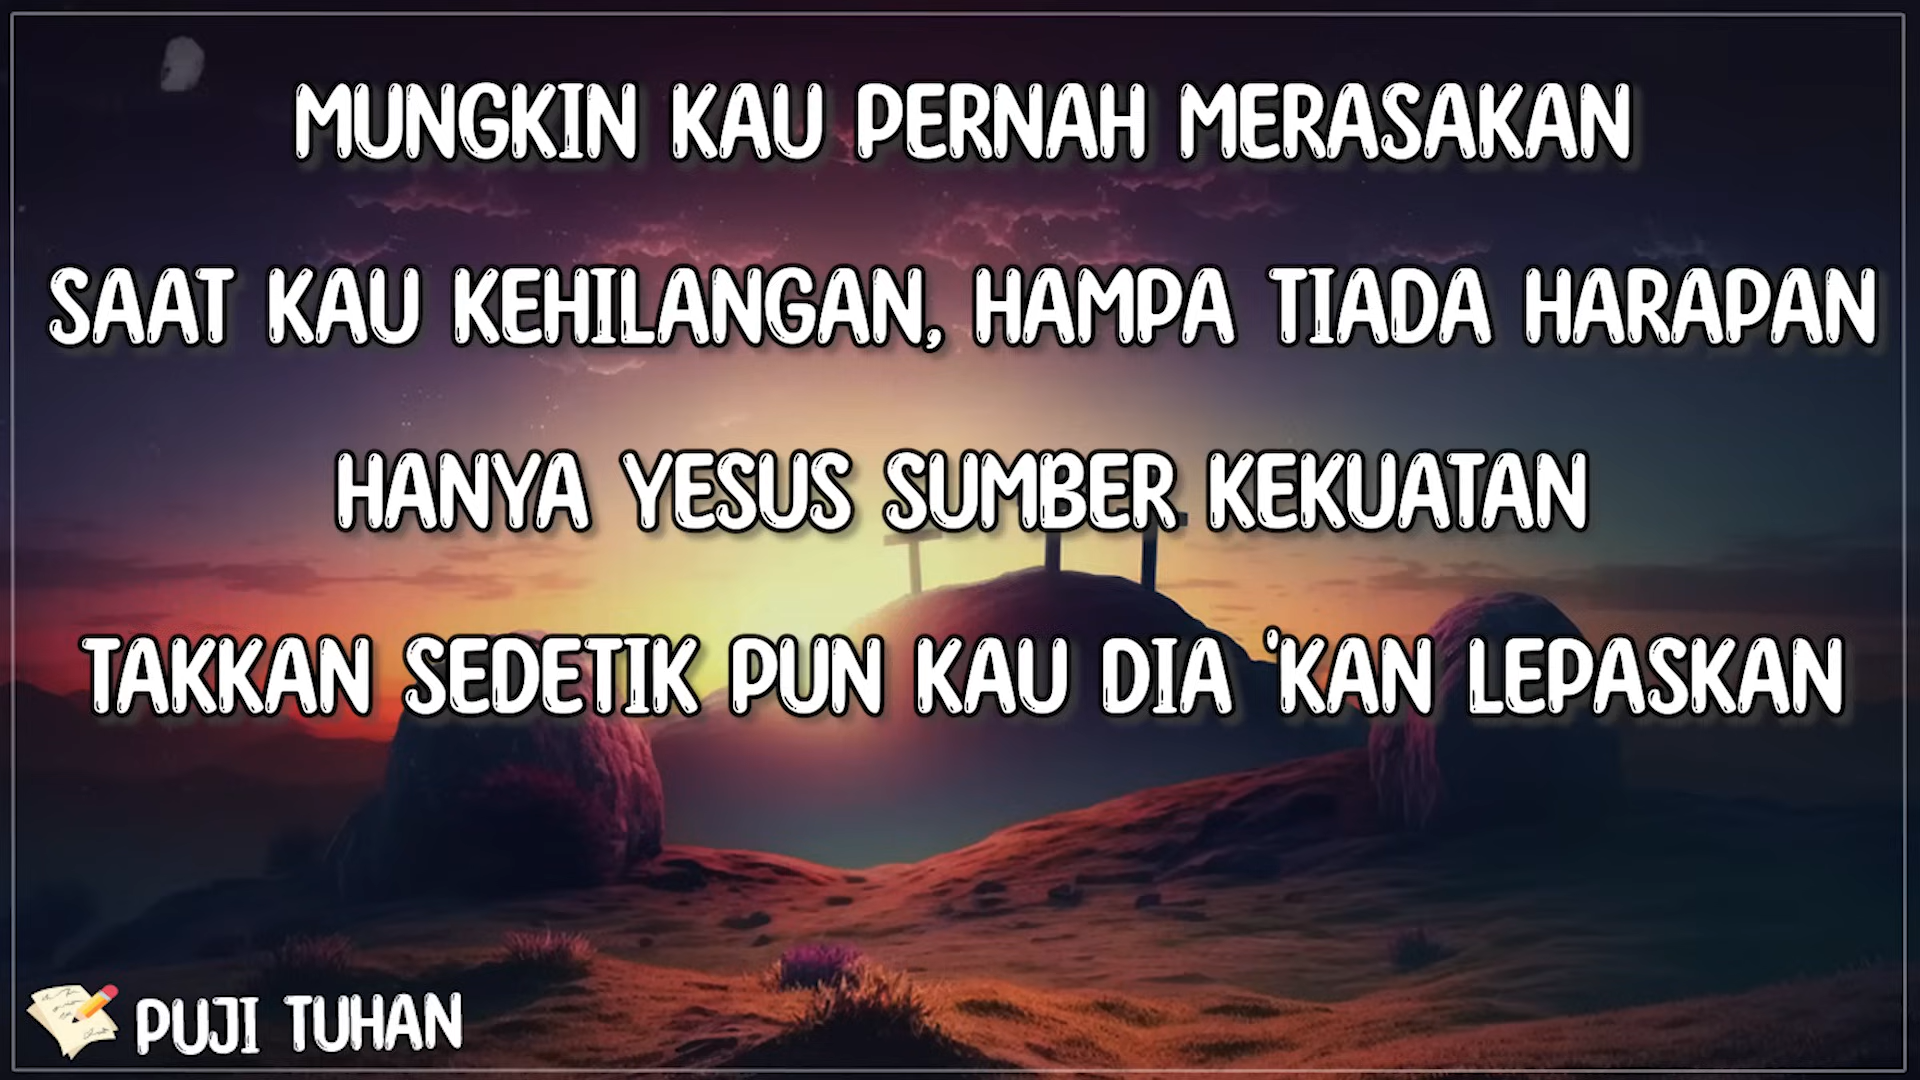 MUNGKIN KAU PERNAH MERASAKAN
SAAT KAU KEHILANGAN, HAMPA TIADA HARAPAN
HANYA YESUS SUMBER KEKUATAN
TAKKAN SEDETIK PUN KAU DIA 'KAN LEPASKAN
PUJI TUHAN